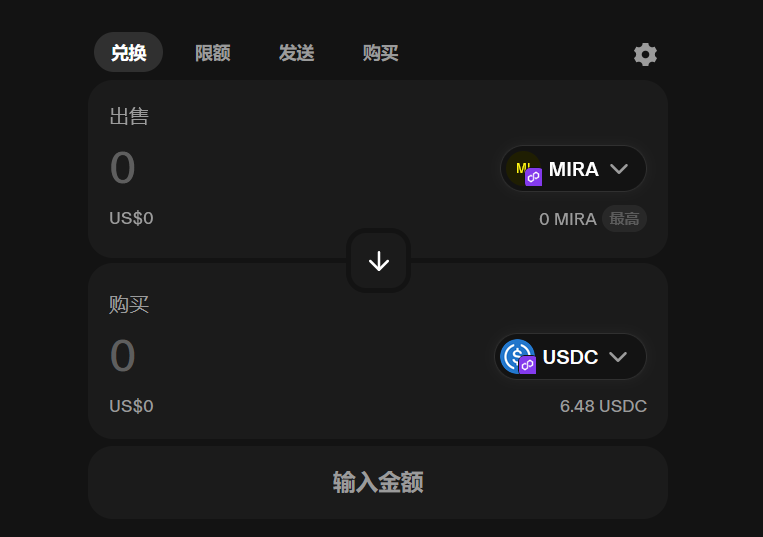 兑换 限额 发送 购买
出售
0 MIRA
US$0 0 MIRA 最高
购买
0 USDC
US$0 6.48 USDC
输入金额